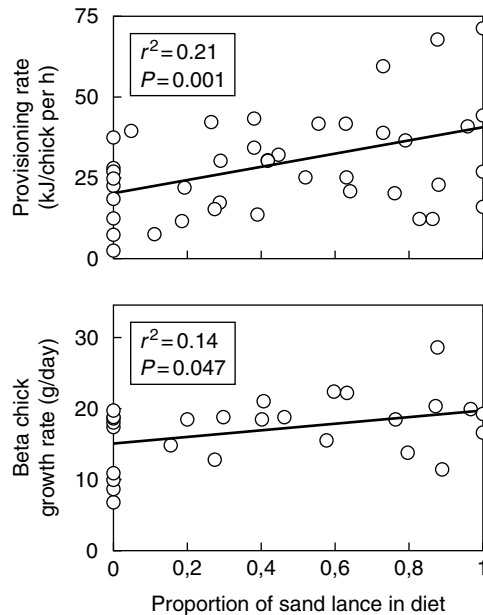 75
50
25
0
Provisioning rate
(kJ/chick per h)
r²=0.21
P=0.001
30
20
10
0
Beta chick
growth rate (g/day)
r²=0.14
P=0.047
0 0,2 0,4 0,6 0,8 1
Proportion of sand lance in diet